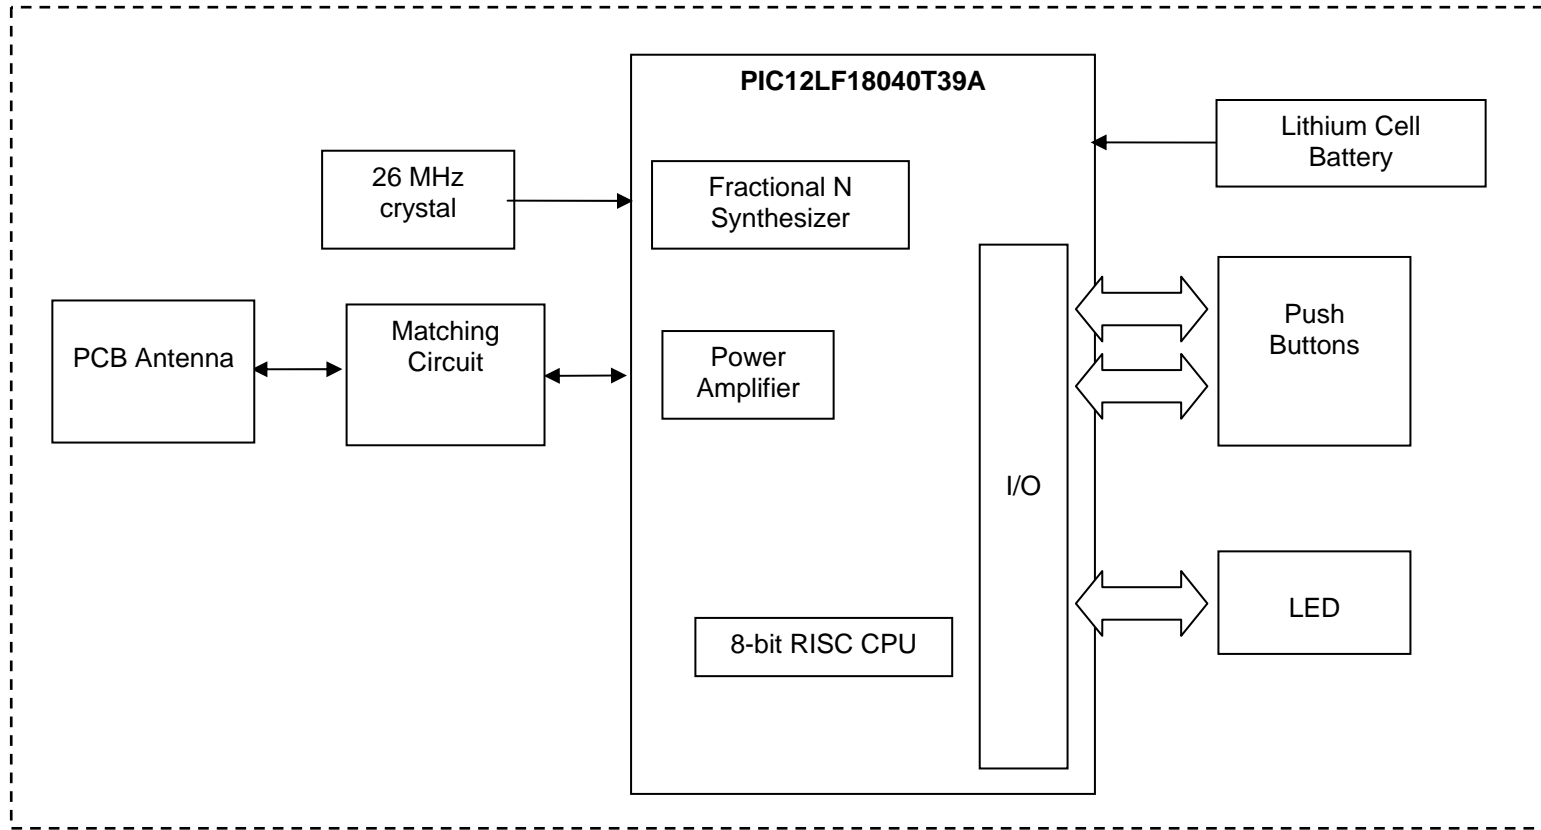 PIC12LF18040T39A
Lithium Cell
Battery
26 MHz
crystal
Fractional N
Synthesizer
PCB Antenna
Matching
Circuit
Power
Amplifier
Push
Buttons
I/O
LED
8-bit RISC CPU